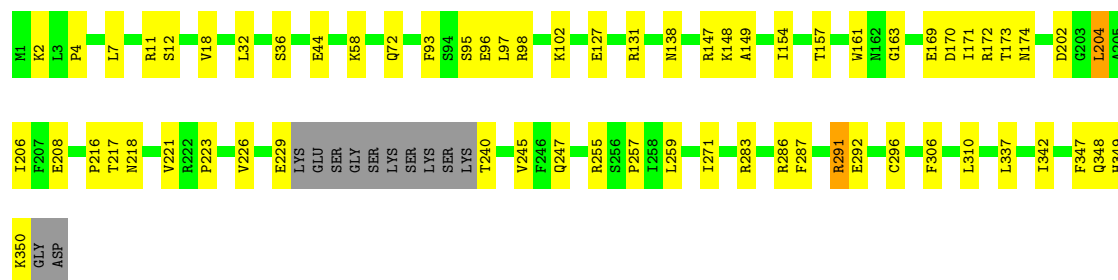 M1 K2 L3 P4 L7 R11 S12 V18 L32 S36 E44 K58 Q72 F93 S94 S95 E96 L97 R98 K102 E127 R131 N138 R147 K148 A149 I154 T157 W161 N162 G163 E169 D170 I171 R172 T173 N174 D202 G203 L204 A205
I206 F207 E208 P216 T217 N218 V221 R222 P223 V226 E229 LYS GLU SER GLY SER LYS SER LYS SER LYS T240 V245 F246 Q247 R255 S256 P257 I258 L259 I271 R283 R286 F287 R291 E292 C296 F306 L310 L337 I342 F347 Q348 H349
K350 GLY ASP